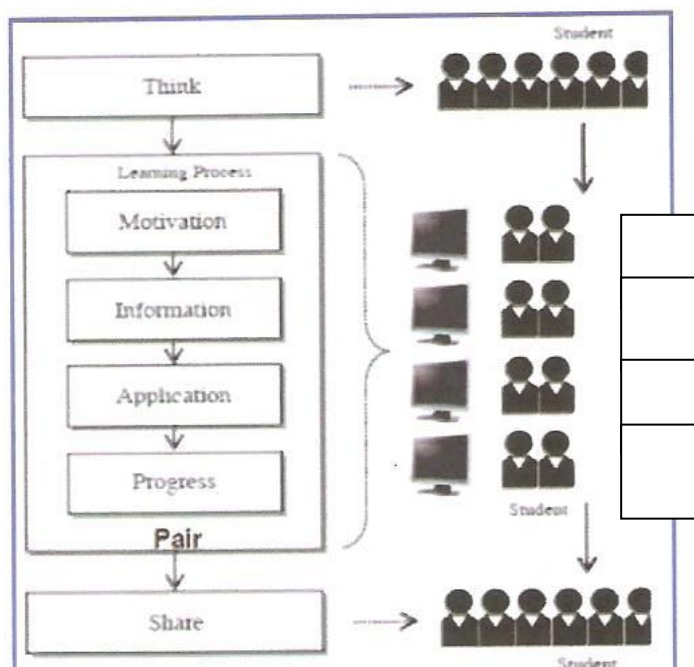 Student
Think
Learning Process
Motivation
Information
Application
Progress
Student
Pair
Share
Student